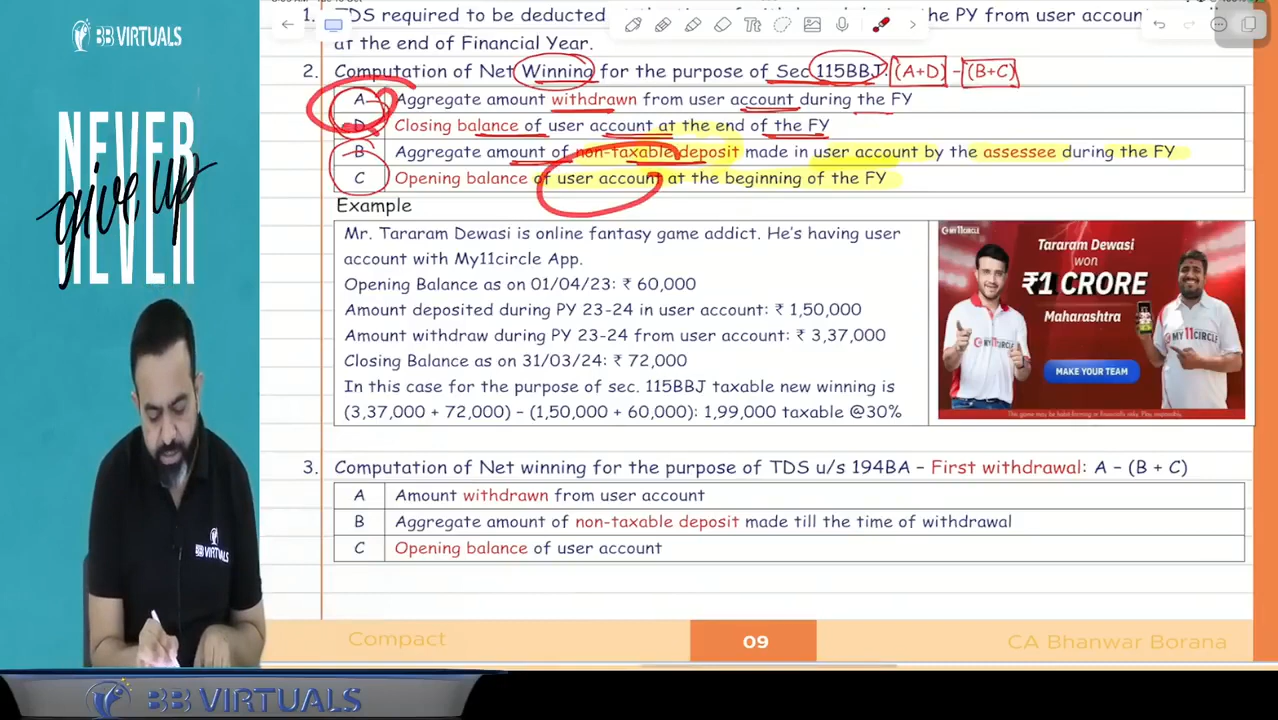 BB VIRTUALS
NEVER
give up
NEVER
1. TDS required to be deducted at the PY from user account
at the end of Financial Year.
2. Computation of Net Winning for the purpose of Sec 115BBJ: (A+D) – (B+C)
A Aggregate amount withdrawn from user account during the FY
D Closing balance of user account at the end of the FY
B Aggregate amount of non-taxable deposit made in user account by the assessee during the FY
C Opening balance of user account at the beginning of the FY
Example
Mr. Tararam Dewasi is online fantasy game addict. He's having user
account with My11circle App.
Opening Balance as on 01/04/23: ₹ 60,000
Amount deposited during PY 23-24 in user account: ₹ 1,50,000
Amount withdraw during PY 23-24 from user account: ₹ 3,37,000
Closing Balance as on 31/03/24: ₹ 72,000
In this case for the purpose of sec. 115BBJ taxable new winning is
(3,37,000 + 72,000) – (1,50,000 + 60,000): 1,99,000 taxable @30%
MY11CIRCLE
Tararam Dewasi
won
₹1 CRORE
Maharashtra
MY11CIRCLE
MY11CIRCLE
MAKE YOUR TEAM
3. Computation of Net winning for the purpose of TDS u/s 194BA – First withdrawal: A – (B + C)
A Amount withdrawn from user account
B Aggregate amount of non-taxable deposit made till the time of withdrawal
C Opening balance of user account
BB VIRTUALS
Compact
09
CA Bhanwar Borana
BB VIRTUALS